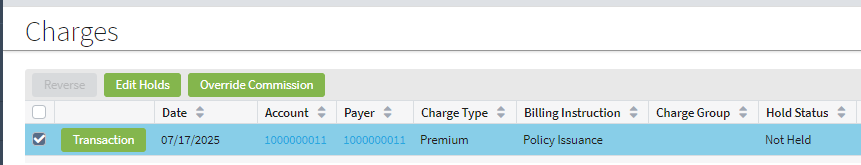 Charges
Reverse Edit Holds Override Commission
Date Account Payer Charge Type Billing Instruction Charge Group Hold Status
Transaction 07/17/2025 1000000011 1000000011 Premium Policy Issuance Not Held